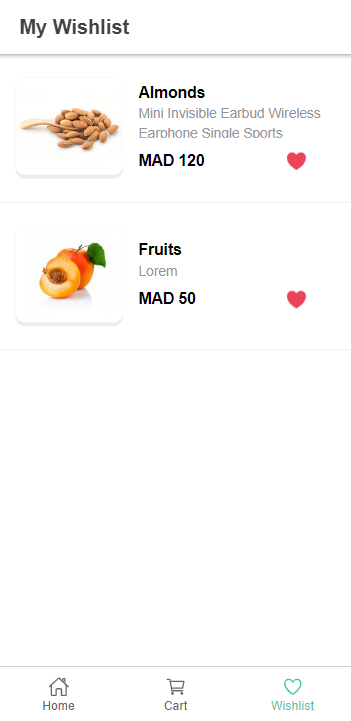 My Wishlist
Almonds
Mini Invisible Earbud Wireless
Earphone Single Sports
MAD 120
Fruits
Lorem
MAD 50
Home
Cart
Wishlist